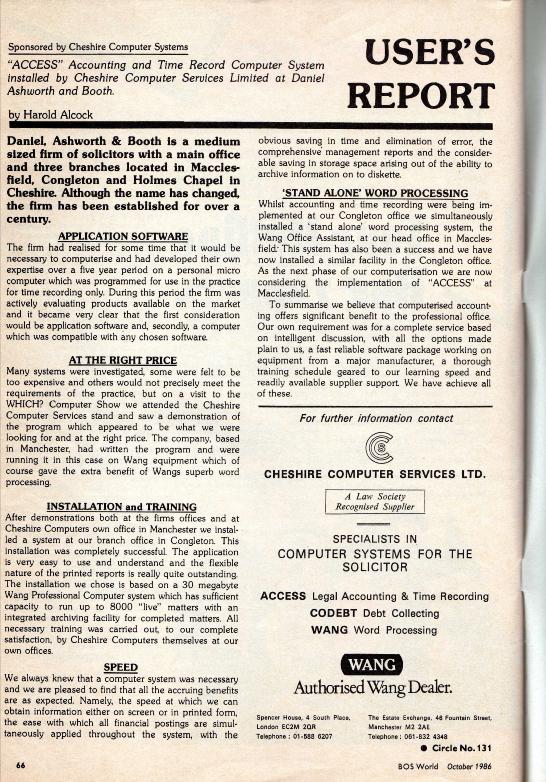 Sponsored by Cheshire Computer Systems
"ACCESS" Accounting and Time Record Computer System
installed by Cheshire Computer Services Limited at Daniel
Ashworth and Booth.
by Harold Alcock
USER'S
REPORT
Daniel, Ashworth & Booth is a medium
sized firm of solicitors with a main office
and three branches located in Maccles-
field, Congleton and Holmes Chapel in
Cheshire. Although the name has changed,
the firm has been established for over a
century.
APPLICATION SOFTWARE
The firm had realised for some time that it would be
necessary to computerise and had developed their own
expertise over a five year period on a personal micro
computer which was programmed for use in the practice
for time recording only. During this period the firm was
actively evaluating products available on the market
and it became very clear that the first consideration
would be application software and, secondly, a computer
which was compatible with any chosen software.
AT THE RIGHT PRICE
Many systems were investigated, some were felt to be
too expensive and others would not precisely meet the
requirements of the practice, but on a visit to the
WHICH? Computer Show we attended the Cheshire
Computer Services stand and saw a demonstration of
the program which appeared to be what we were
looking for and at the right price. The company, based
in Manchester, had written the program and were
running it in this case on Wang equipment which of
course gave the extra benefit of Wangs superb word
processing.
INSTALLATION and TRAINING
After demonstrations both at the firms offices and at
Cheshire Computers own office in Manchester we instal-
led a system at our branch office in Congleton. This
installation was completely successful. The application
is very easy to use and understand and the flexible
nature of the printed reports is really quite outstanding.
The installation we chose is based on a 30 megabyte
Wang Professional Computer system which has sufficient
capacity to run up to 8000 "live" matters with an
integrated archiving facility for completed matters. All
necessary training was carried out, to our complete
satisfaction, by Cheshire Computers themselves at our
own offices.
SPEED
We always knew that a computer system was necessary
and we are pleased to find that all the accruing benefits
are as expected. Namely, the speed at which we can
obtain information either on screen or in printed form,
the ease with which all financial postings are simul-
taneously applied throughout the system, with the
obvious saving in time and elimination of error, the
comprehensive management reports and the consider-
able saving in storage space arising out of the ability to
archive information on to diskette.
'STAND ALONE' WORD PROCESSING
Whilst accounting and time recording were being im-
plemented at our Congleton office we simultaneously
installed a 'stand alone' word processing system, the
Wang Office Assistant, at our head office in Maccles-
field. This system has also been a success and we have
now installed a similar facility in the Congleton office.
As the next phase of our computerisation we are now
considering the implementation of "ACCESS" at
Macclesfield.
To summarise we believe that computerised account-
ing offers significant benefit to the professional office.
Our own requirement was for a complete service based
on intelligent discussion, with all the options made
plain to us, a fast reliable software package working on
equipment from a major manufacturer, a thorough
training schedule geared to our learning speed and
readily available supplier support. We have achieve all
of these.
For further information contact
CHESHIRE COMPUTER SERVICES LTD.
A Law Society
Recognised Supplier
SPECIALISTS IN
COMPUTER SYSTEMS FOR THE
SOLICITOR
ACCESS Legal Accounting & Time Recording
CODEBT Debt Collecting
WANG Word Processing
WANG
Authorised Wang Dealer.
Spencer House, 4 South Place,
London EC2M 2QR
Telephone : 01-588 6207
The Estate Exchange, 46 Fountain Street,
Manchester M2 2AE
Telephone : 061-832 4348
● Circle No. 131
66
BOS World October 1986